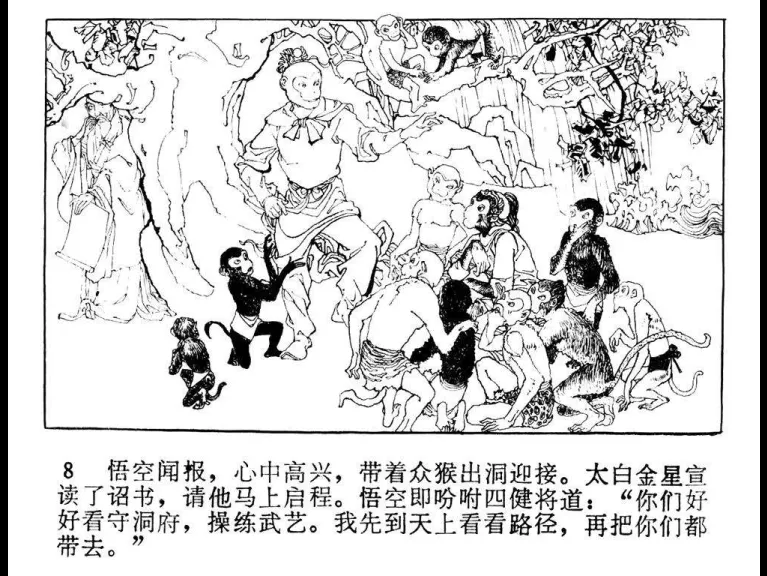 8 悟空闻报，心中高兴，带着众猴出洞迎接。太白金星宣
读了诏书，请他马上启程。悟空即吩咐四健将道：“你们好
好看守洞府，操练武艺。我先到天上看看路径，再把你们都
带去。”